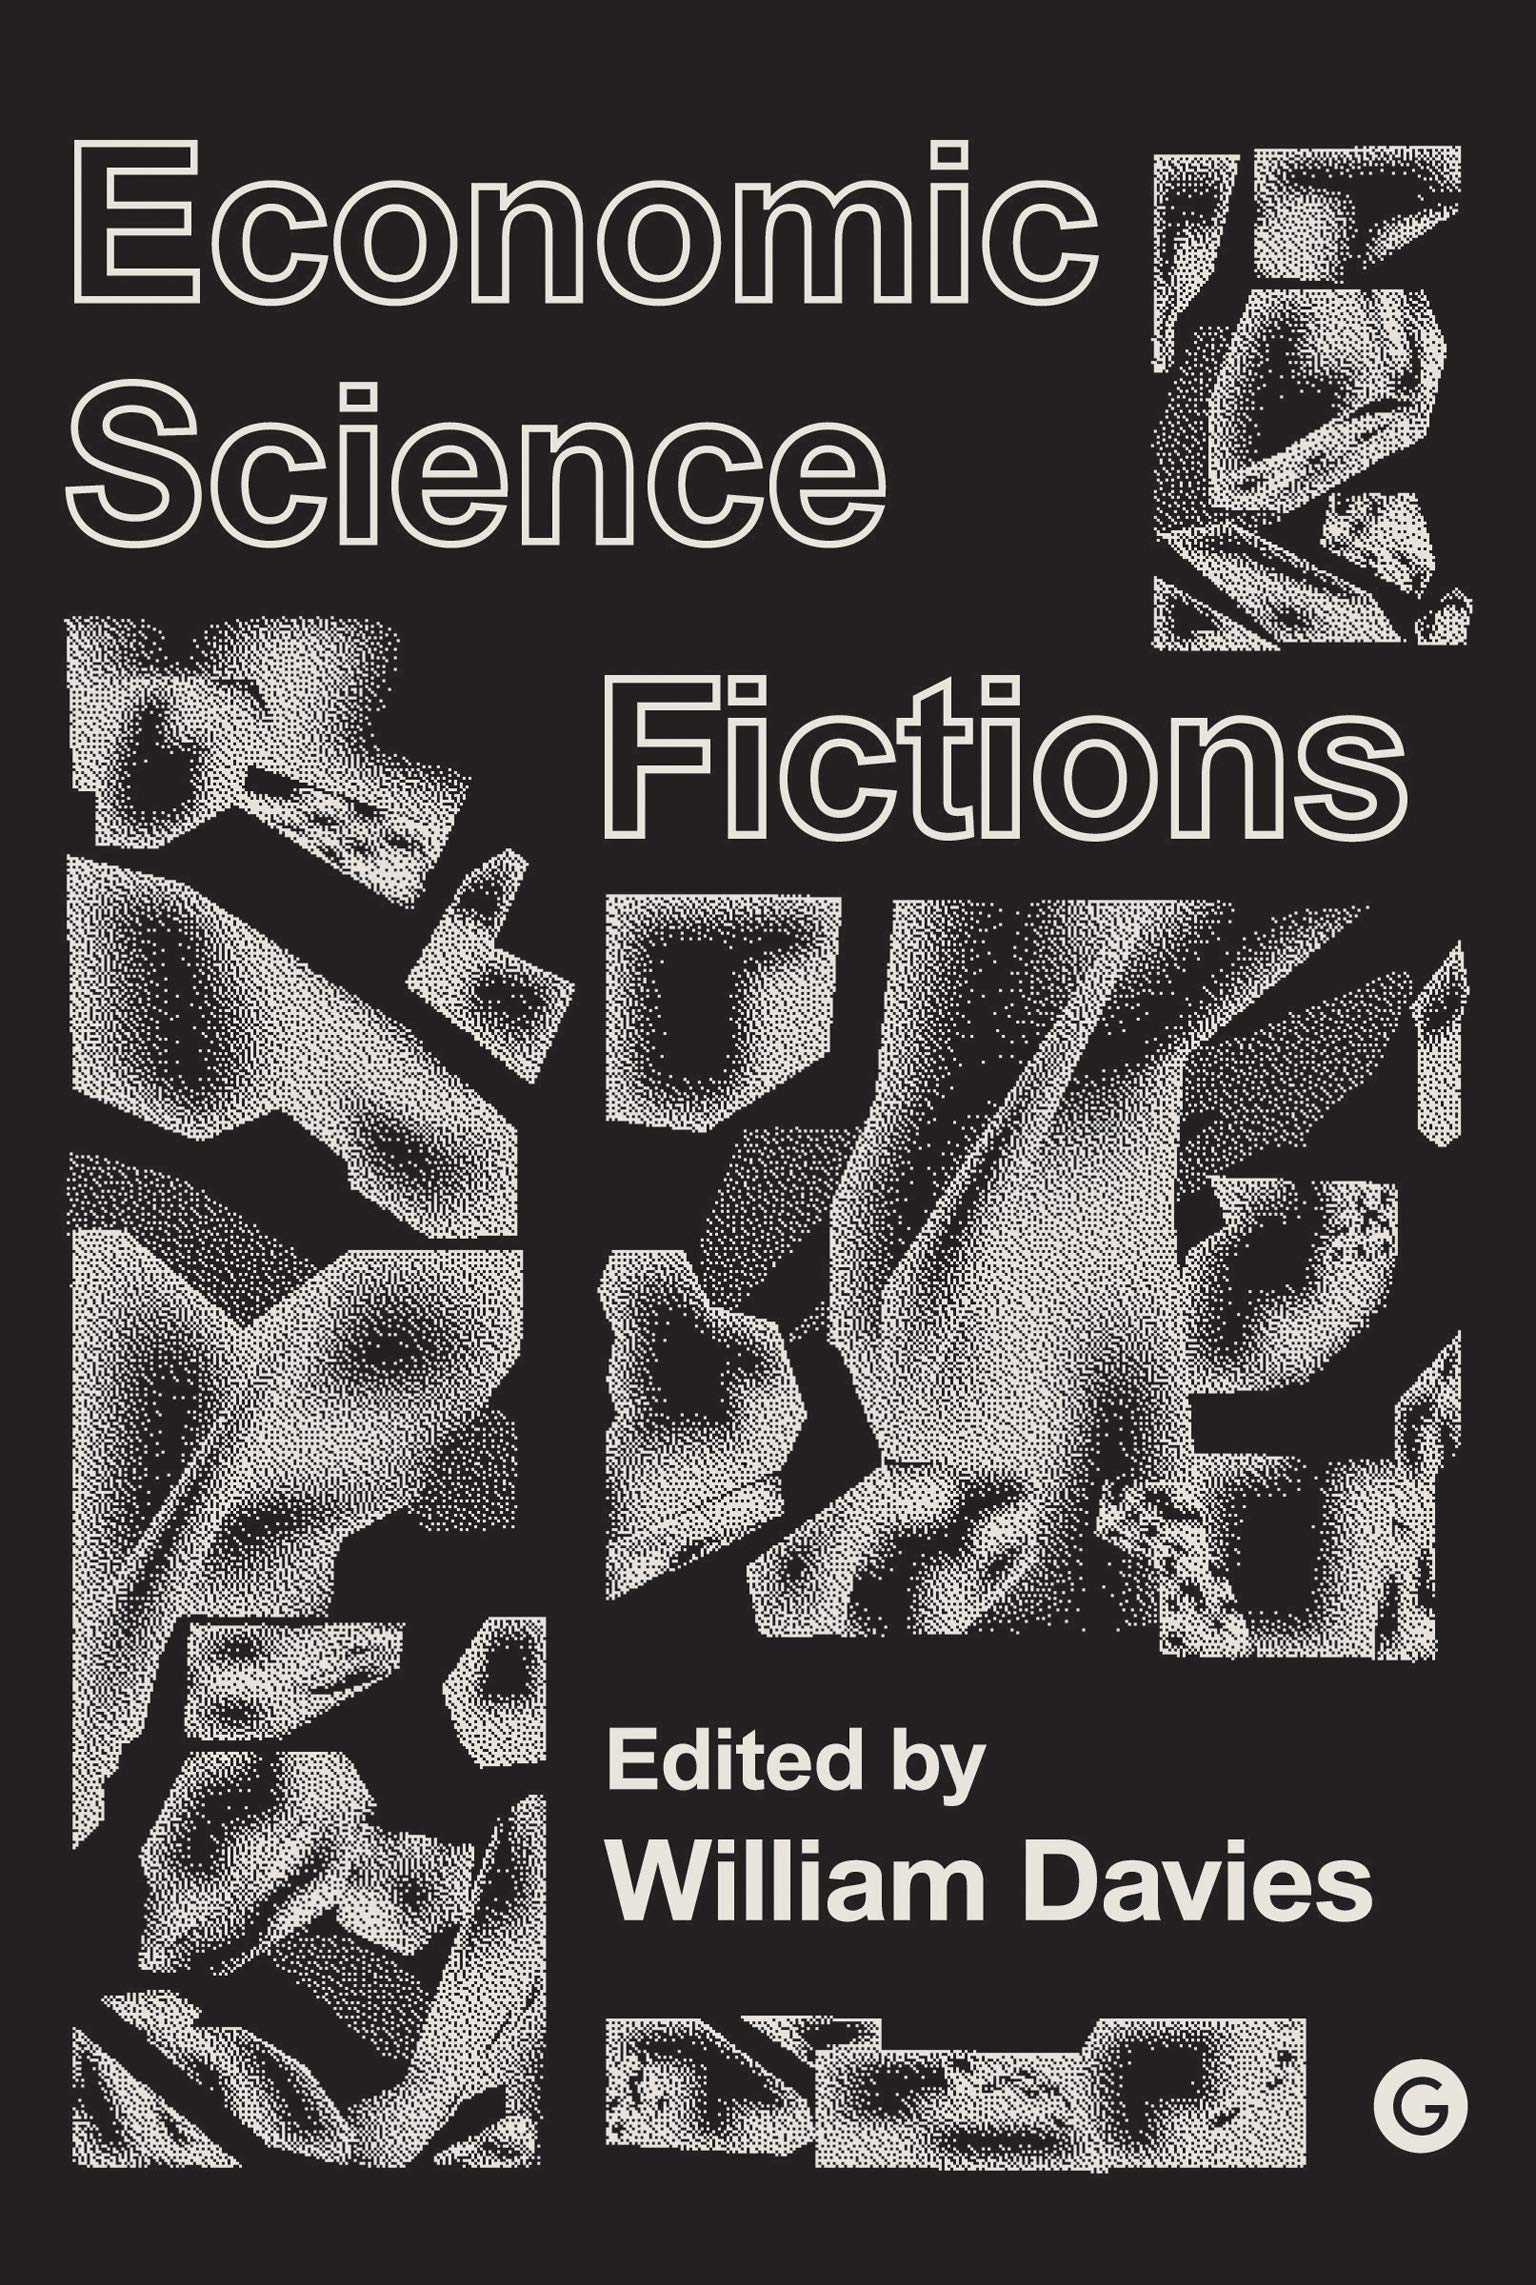 Economic
Science
Fictions
Edited by
William Davies
G